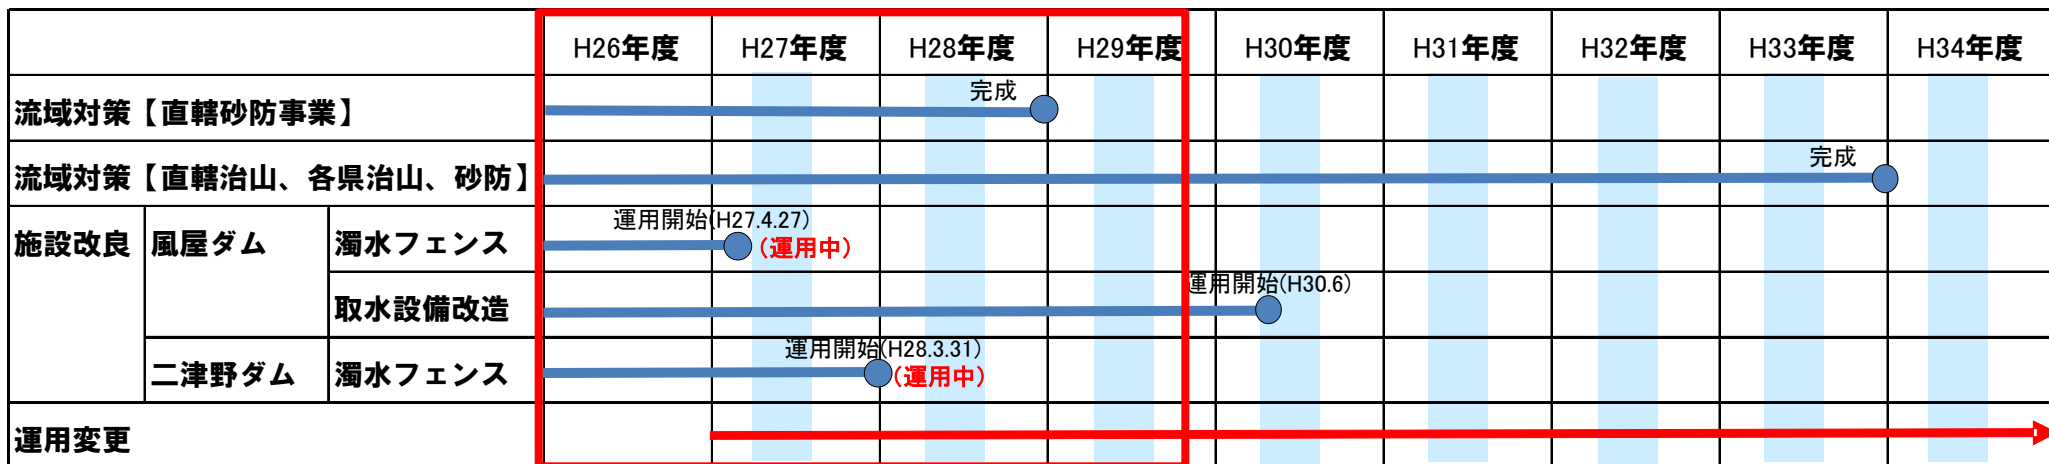 H26年度 H27年度 H28年度 H29年度 H30年度 H31年度 H32年度 H33年度 H34年度
流域対策【直轄砂防事業】 完成
流域対策【直轄治山、各県治山、砂防】 完成
施設改良 風屋ダム 濁水フェンス 運用開始(H27.4.27) (運用中)
取水設備改造 運用開始(H30.6)
二津野ダム 濁水フェンス 運用開始(H28.3.31) (運用中)
運用変更